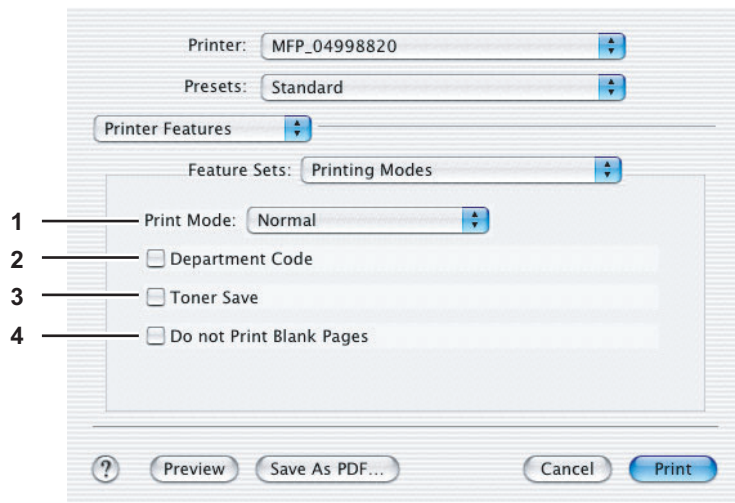 Printer: MFP_04998820
Presets: Standard
Printer Features
Feature Sets: Printing Modes
1 Print Mode: Normal
2 Department Code
3 Toner Save
4 Do not Print Blank Pages
? Preview Save As PDF... Cancel Print